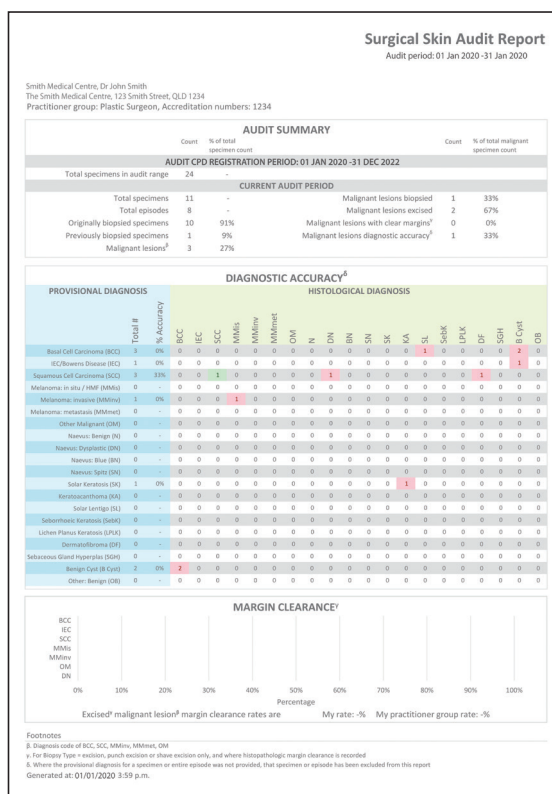 Surgical Skin Audit Report
Audit period: 01 Jan 2020 -31 Jan 2020
Smith Medical Centre, Dr John Smith
The Smith Medical Centre, 123 Smith Street, QLD 1234
Practitioner group: Plastic Surgeon, Accreditation numbers: 1234
AUDIT SUMMARY
Count % of total specimen count Count % of total malignant specimen count
AUDIT CPD REGISTRATION PERIOD: 01 JAN 2020 -31 DEC 2022
Total specimens in audit range 24 -
CURRENT AUDIT PERIOD
Total specimens 11 - Malignant lesions biopsied 1 33%
Total episodes 8 - Malignant lesions excised 2 67%
Originally biopsied specimens 10 91% Malignant lesions with clear marginsγ 0 0%
Previously biopsied specimens 1 9% Malignant lesions diagnostic accuracyδ 1 33%
Malignant lesionsβ 3 27%
DIAGNOSTIC ACCURACYδ
PROVISIONAL DIAGNOSIS HISTOLOGICAL DIAGNOSIS
Total # % Accuracy BCC IEC SCC MMis MMinv MMmet OM N DN BN SN SK KA SL SebK LPLK DF SGH B Cyst OB
Basal Cell Carcinoma (BCC) 3 0% 0 0 0 0 0 0 0 0 0 0 0 0 0 1 0 0 0 0 2 0
IEC/Bowens Disease (IEC) 1 0% 0 0 0 0 0 0 0 0 0 0 0 0 0 0 0 0 0 0 1 0
Squamous Cell Carcinoma (SCC) 3 33% 0 0 1 0 0 0 0 0 1 0 0 0 0 0 0 0 1 0 0 0
Melanoma: in situ / HMF (MMis) 0 - 0 0 0 0 0 0 0 0 0 0 0 0 0 0 0 0 0 0 0 0
Melanoma: invasive (MMinv) 1 0% 0 0 0 1 0 0 0 0 0 0 0 0 0 0 0 0 0 0 0 0
Melanoma: metastasis (MMmet) 0 - 0 0 0 0 0 0 0 0 0 0 0 0 0 0 0 0 0 0 0 0
Other Malignant (OM) 0 - 0 0 0 0 0 0 0 0 0 0 0 0 0 0 0 0 0 0 0 0
Naevus: Benign (N) 0 - 0 0 0 0 0 0 0 0 0 0 0 0 0 0 0 0 0 0 0 0
Naevus: Dysplastic (DN) 0 - 0 0 0 0 0 0 0 0 0 0 0 0 0 0 0 0 0 0 0 0
Naevus: Blue (BN) 0 - 0 0 0 0 0 0 0 0 0 0 0 0 0 0 0 0 0 0 0 0
Naevus: Spitz (SN) 0 - 0 0 0 0 0 0 0 0 0 0 0 0 0 0 0 0 0 0 0 0
Solar Keratosis (SK) 1 0% 0 0 0 0 0 0 0 0 0 0 0 0 1 0 0 0 0 0 0 0
Keratoacanthoma (KA) 0 - 0 0 0 0 0 0 0 0 0 0 0 0 0 0 0 0 0 0 0 0
Solar Lentigo (SL) 0 - 0 0 0 0 0 0 0 0 0 0 0 0 0 0 0 0 0 0 0 0
Seborrhoeic Keratosis (SebK) 0 - 0 0 0 0 0 0 0 0 0 0 0 0 0 0 0 0 0 0 0 0
Lichen Planus Keratosis (LPLK) 0 - 0 0 0 0 0 0 0 0 0 0 0 0 0 0 0 0 0 0 0 0
Dermatofibroma (DF) 0 - 0 0 0 0 0 0 0 0 0 0 0 0 0 0 0 0 0 0 0 0
Sebaceous Gland Hyperplas (SGH) 0 - 0 0 0 0 0 0 0 0 0 0 0 0 0 0 0 0 0 0 0 0
Benign Cyst (B Cyst) 2 0% 2 0 0 0 0 0 0 0 0 0 0 0 0 0 0 0 0 0 0 0
Other: Benign (OB) 0 - 0 0 0 0 0 0 0 0 0 0 0 0 0 0 0 0 0 0 0 0
MARGIN CLEARANCEγ
BCC
IEC
SCC
MMis
MMinv
OM
DN
0% 10% 20% 30% 40% 50% 60% 70% 80% 90% 100%
Percentage
Excisedγ malignant lesionβ margin clearance rates are My rate: -% My practitioner group rate: -%
Footnotes
β. Diagnosis code of BCC, SCC, MMinv, MMmet, OM
γ. For Biopsy Type = excision, punch excision or shave excision only, and where histopathologic margin clearance is recorded
δ. Where the provisional diagnosis for a specimen or entire episode was not provided, that specimen or episode has been excluded from this report
Generated at: 01/01/2020 3:59 p.m.